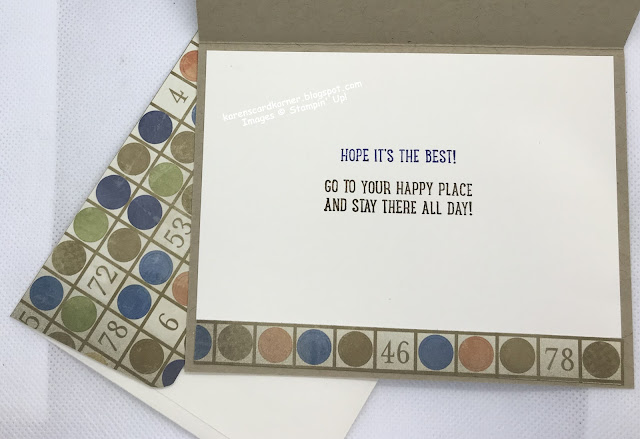 karenscardkorner.blogspot.com
Images © Stampin' Up!
HOPE IT'S THE BEST!
GO TO YOUR HAPPY PLACE
AND STAY THERE ALL DAY!
4
53
72
6
78
5
46
78